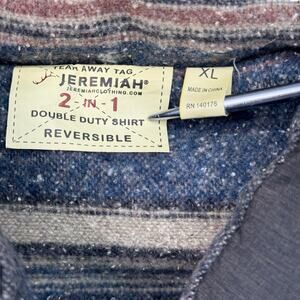 TEAR AWAY TAG
JEREMIAH®
JEREMIAHCLOTHING.COM
2-IN-1
DOUBLE DUTY SHIRT
REVERSIBLE
XL
MADE IN CHINA
RN 140176